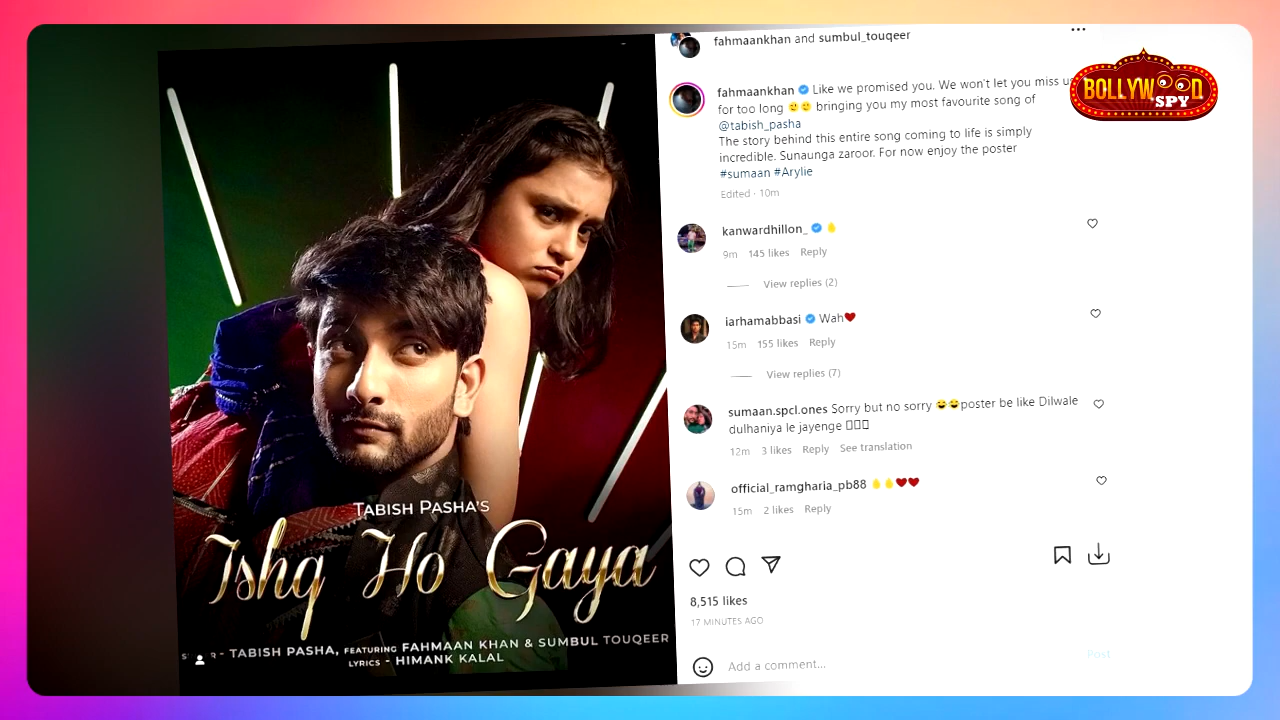 fahmaankhan and sumbul_touqeer
BOLLYWOOD
SPY
fahmaankhan Like we promised you. We won't let you miss us
for too long 🥲🥲 bringing you my most favourite song of
@tabish_pasha
The story behind this entire song coming to life is simply
incredible. Sunaunga zaroor. For now enjoy the poster
#sumaan #Arylie
Edited · 10m
kanwardhillon_
9m 145 likes Reply
View replies (2)
iarhamabbasi Wah❤️
15m 155 likes Reply
View replies (7)
sumaan.spcl.ones Sorry but no sorry 😂😂poster be like Dilwale
dulhaniya le jayenge
12m 3 likes Reply See translation
official_ramgharia_pb88
15m 2 likes Reply
8,515 likes
17 MINUTES AGO
Add a comment...
Post
TABISH PASHA'S
Ishq Ho Gaya
- TABISH PASHA, FEATURING FAHMAAN KHAN & SUMBUL TOUQEER
LYRICS - HIMANK KALAL